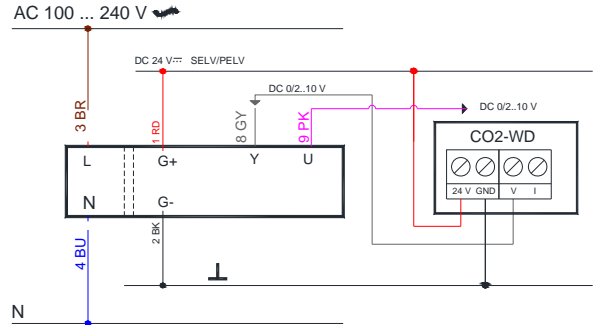 AC 100 ... 240 V
DC 24 V⎓ SELV/PELV
DC 0/2..10 V
DC 0/2..10 V
3 BR
1 RD
8 GY
9 PK
CO2-WD
L
G+
Y
U
24 V GND V I
N
G-
4 BU
2 BK
N